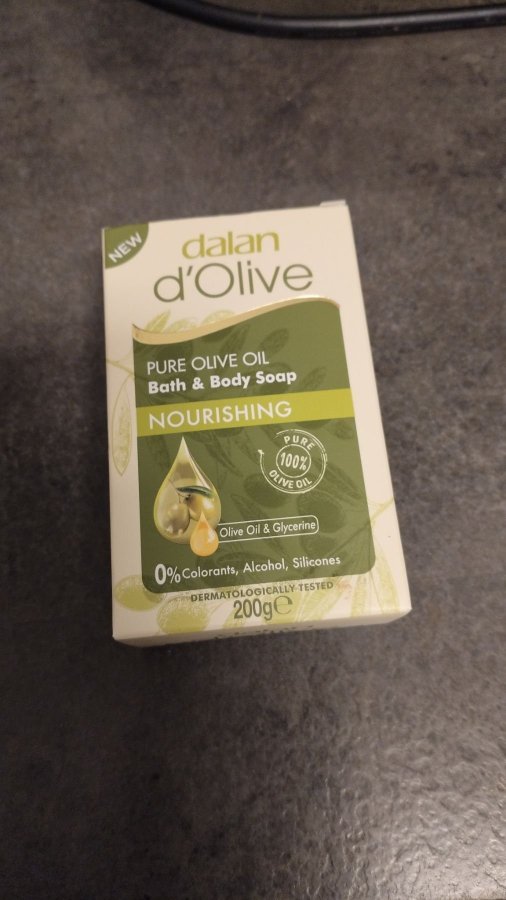 NEW
dalan
d'Olive
PURE OLIVE OIL
Bath & Body Soap
NOURISHING
PURE
100%
OLIVE OIL
Olive Oil & Glycerine
0% Colorants, Alcohol, Silicones
DERMATOLOGICALLY TESTED
200g℮